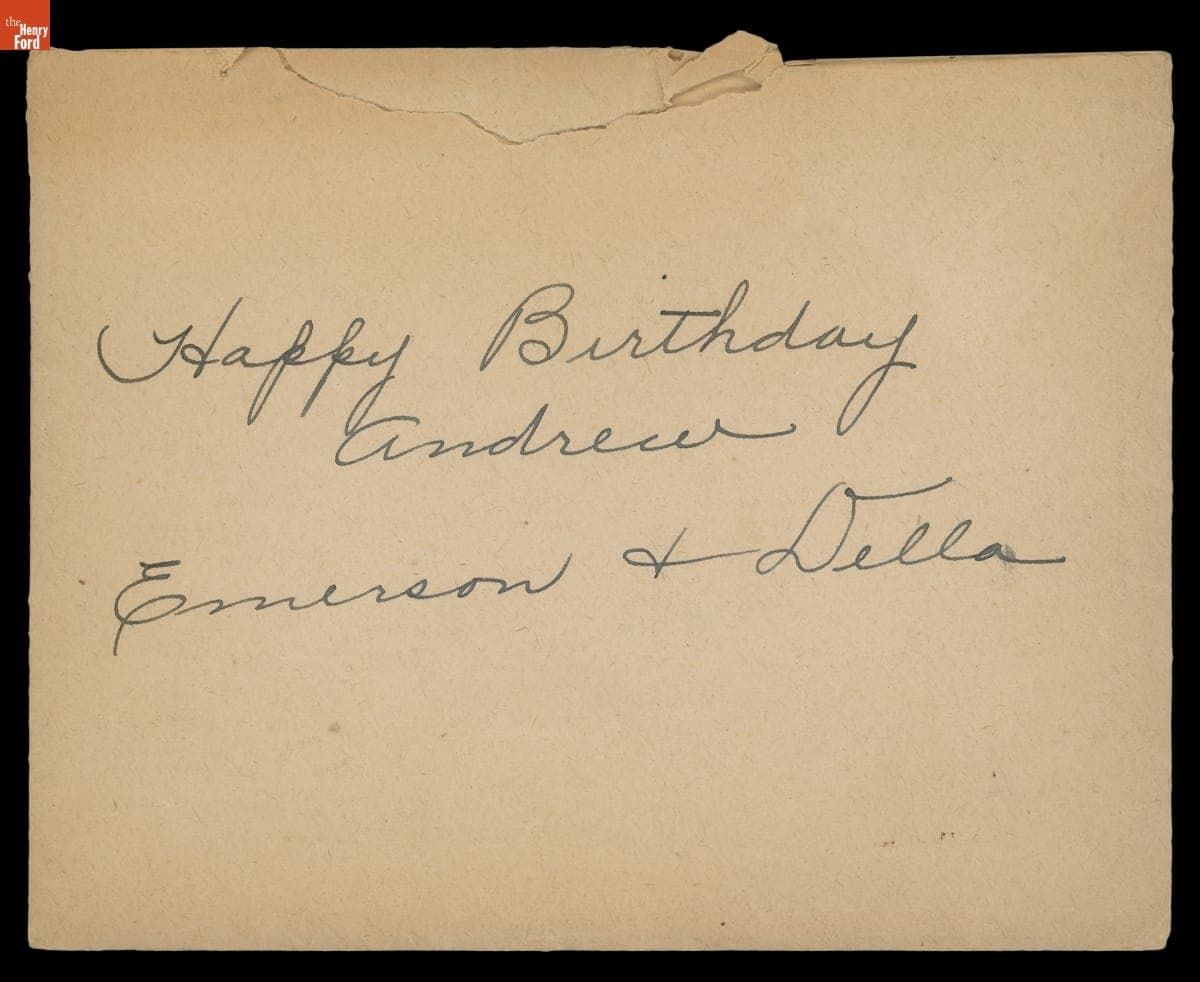 the
Henry
Ford
Happy Birthday
Andrew
Emerson & Della